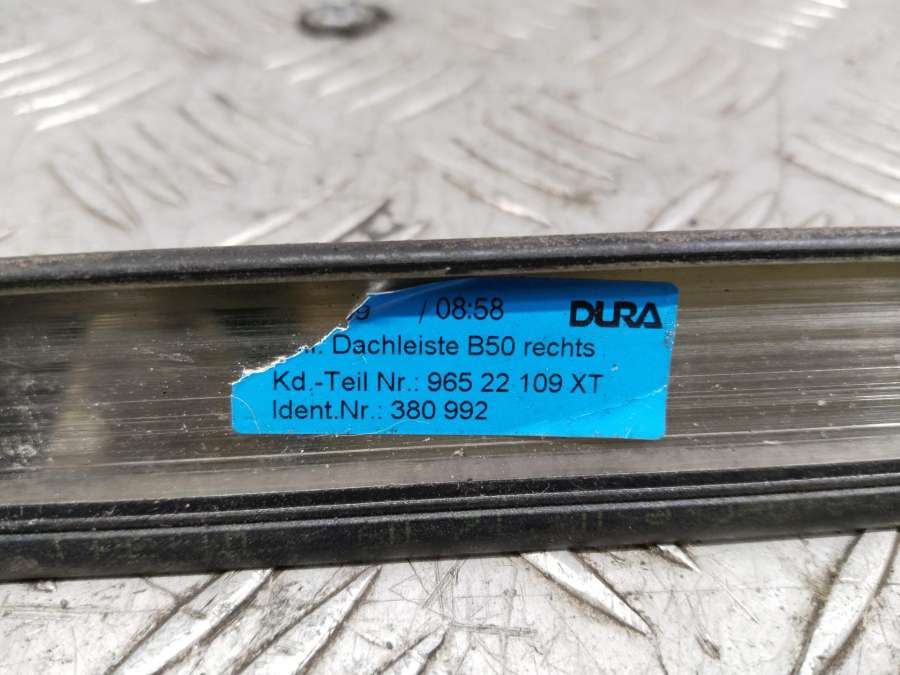 / 08:58 DURA
Dachleiste B50 rechts
Kd.-Teil Nr.: 965 22 109 XT
Ident.Nr.: 380 992